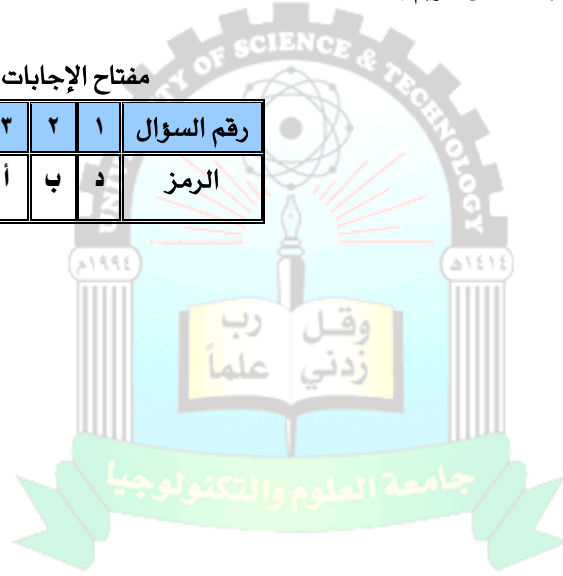 مفتاح الإجابات
رقم السؤال ١ ٢ ٣
الرمز د ب أ
UNIVERSITY OF SCIENCE & TECHNOLOGY
١٤١٤هـ
١٩٩٤م
وقل رب
زدني علماً
جامعة العلوم والتكنولوجيا